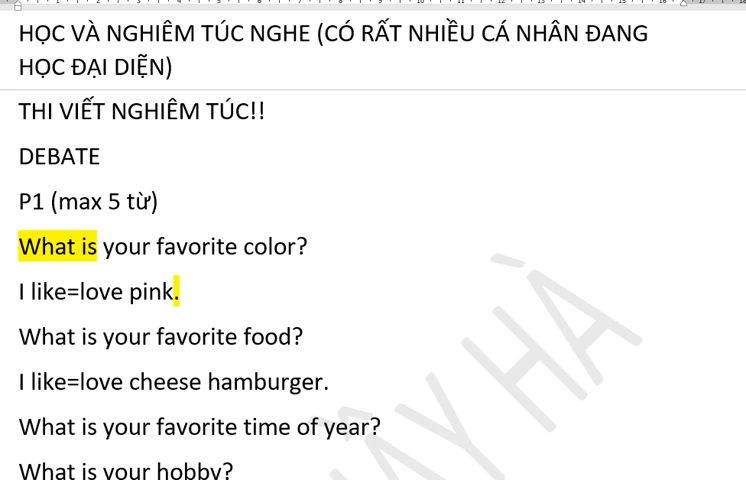 HỌC VÀ NGHIÊM TÚC NGHE (CÓ RẤT NHIỀU CÁ NHÂN ĐANG
HỌC ĐẠI DIỆN)
THI VIẾT NGHIÊM TÚC!!
DEBATE
P1 (max 5 từ)
What is your favorite color?
I like=love pink.
What is your favorite food?
I like=love cheese hamburger.
What is your favorite time of year?
What is your hobby?
ẦY HÀ